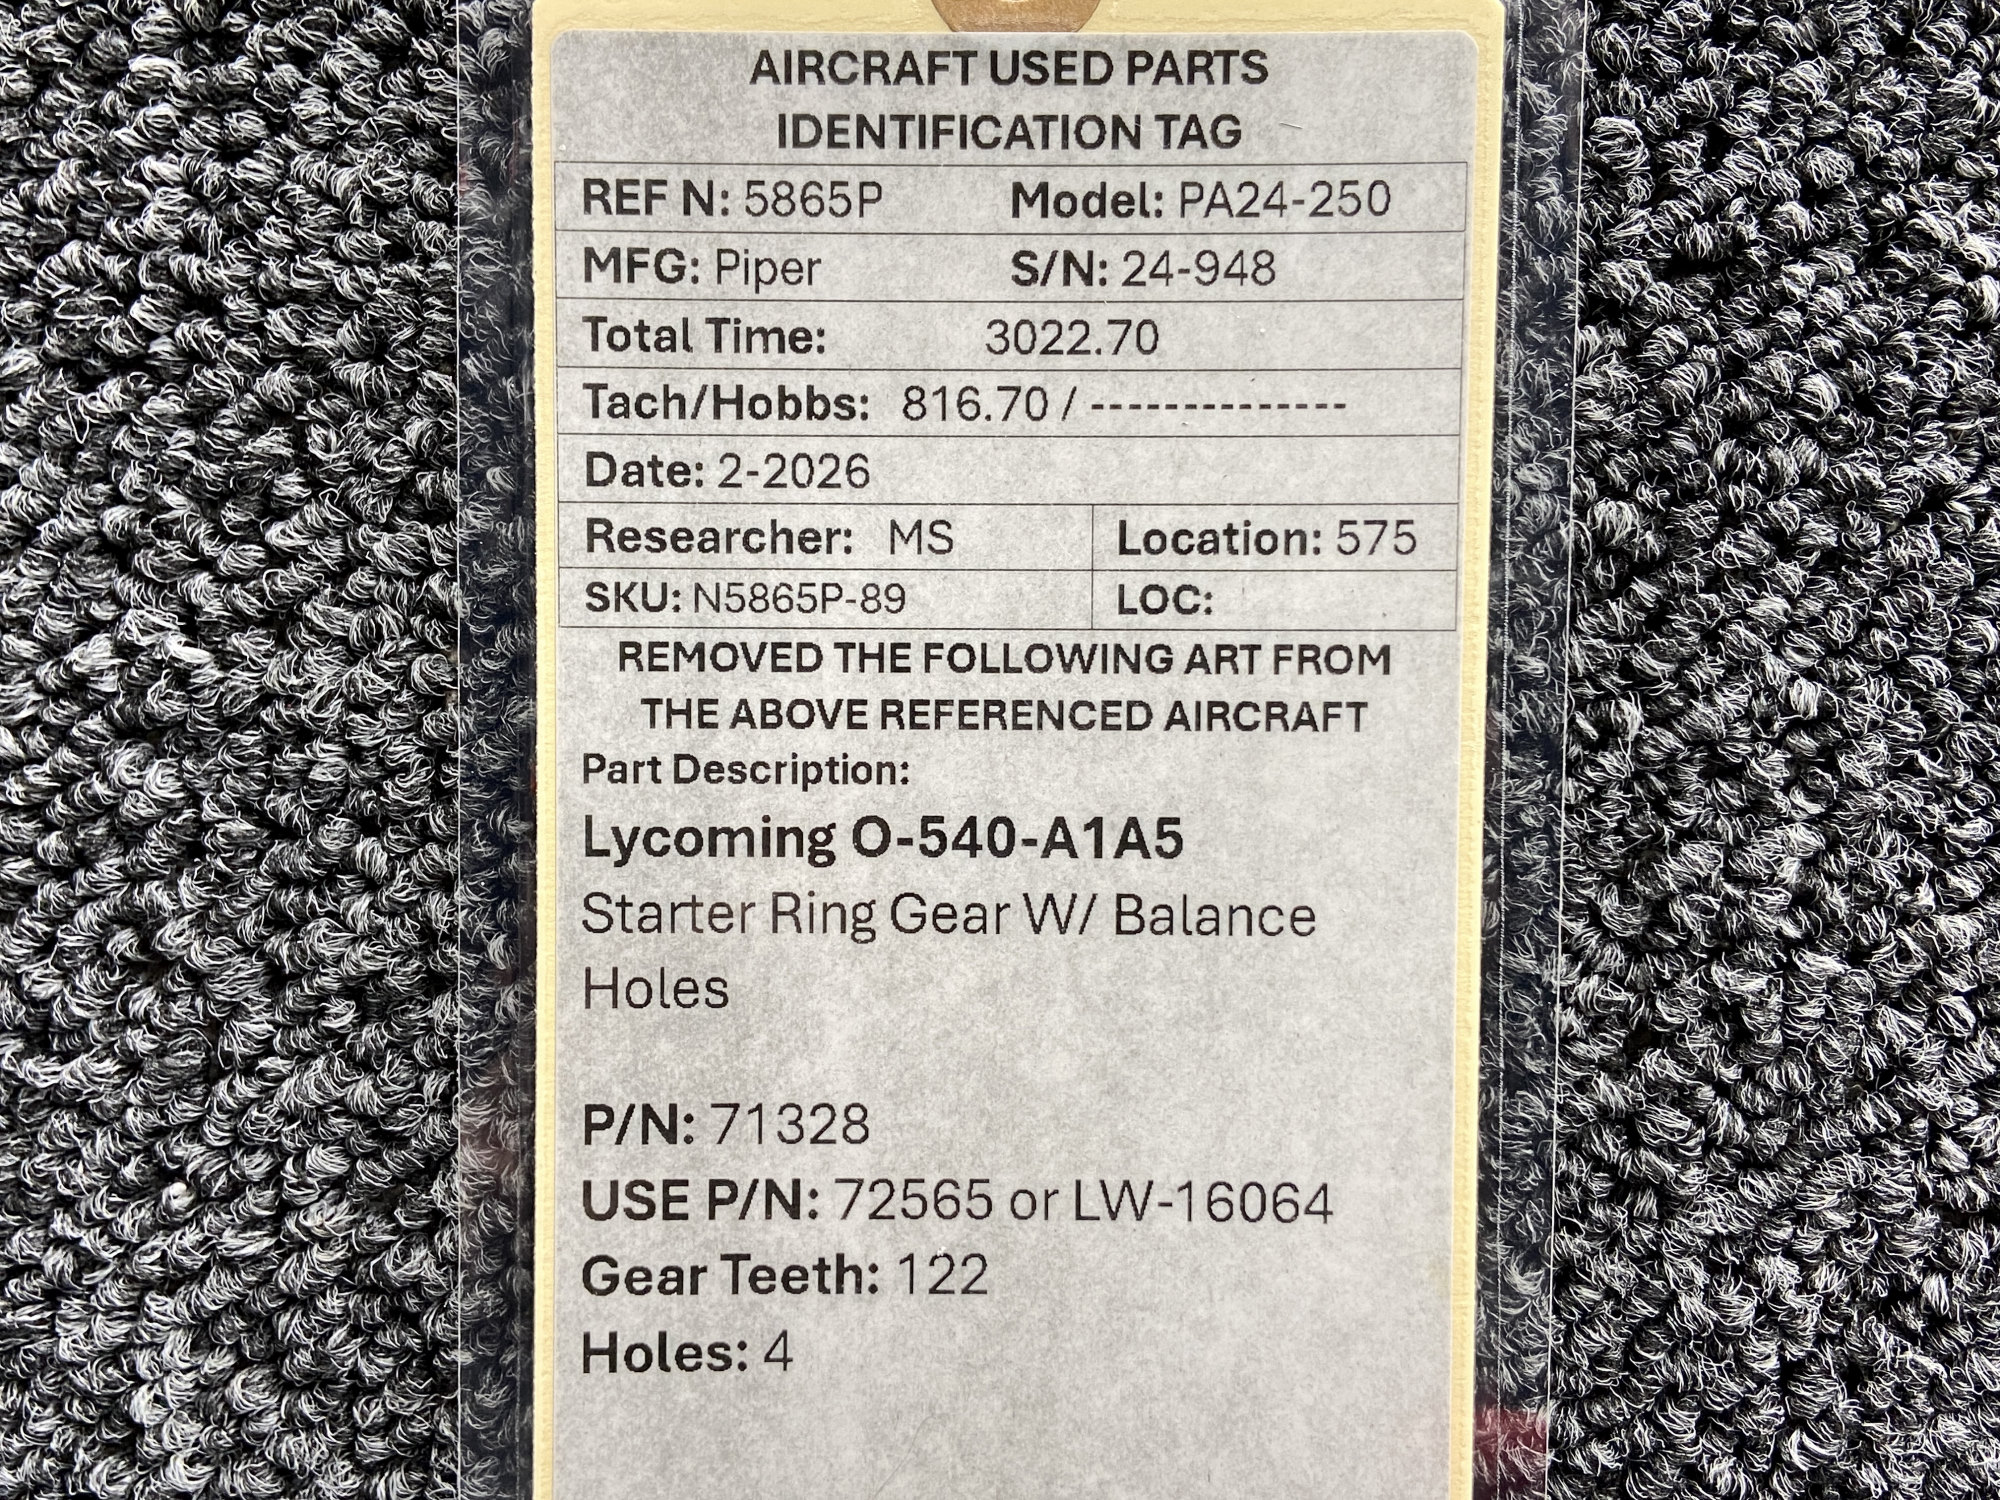 AIRCRAFT USED PARTS
IDENTIFICATION TAG
REF N: 5865P Model: PA24-250
MFG: Piper S/N: 24-948
Total Time: 3022.70
Tach/Hobbs: 816.70 / --------------
Date: 2-2026
Researcher: MS Location: 575
SKU: N5865P-89 LOC:
REMOVED THE FOLLOWING ART FROM
THE ABOVE REFERENCED AIRCRAFT
Part Description:
Lycoming O-540-A1A5
Starter Ring Gear W/ Balance
Holes
P/N: 71328
USE P/N: 72565 or LW-16064
Gear Teeth: 122
Holes: 4